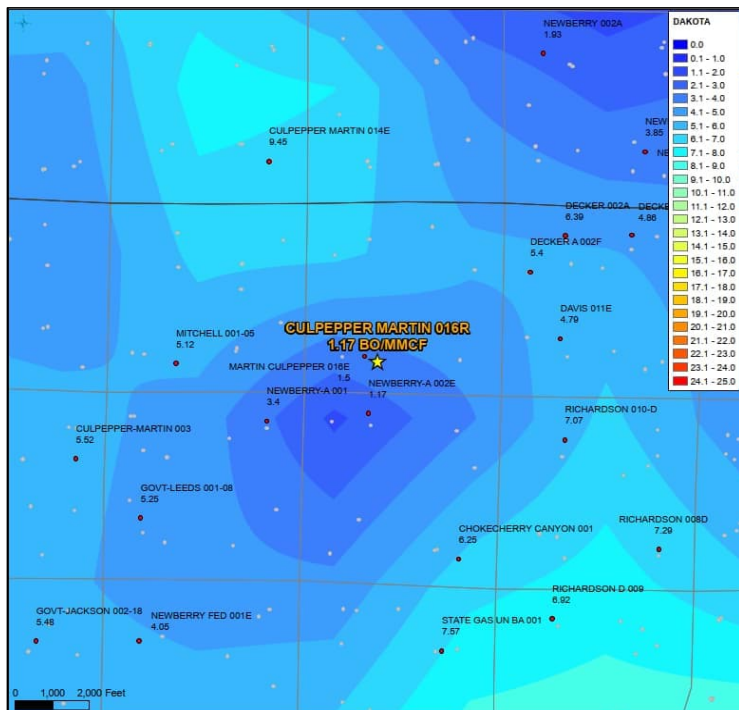 NEWBERRY 002A
1.93
DAKOTA
0.0
0.1 - 1.0
1.1 - 2.0
2.1 - 3.0
3.1 - 4.0
4.1 - 5.0
5.1 - 6.0
6.1 - 7.0
7.1 - 8.0
8.1 - 9.0
9.1 - 10.0
10.1 - 11.0
11.1 - 12.0
12.1 - 13.0
13.1 - 14.0
14.1 - 15.0
15.1 - 16.0
16.1 - 17.0
17.1 - 18.0
18.1 - 19.0
19.1 - 20.0
20.1 - 21.0
21.1 - 22.0
22.1 - 23.0
23.1 - 24.0
24.1 - 25.0
CULPEPPER MARTIN 014E
9.45
NEW
3.85
NE
DECKER 002A
6.39
DECKE
4.86
DECKER A 002F
5.4
DAVIS 011E
4.79
CULPEPPER MARTIN 016R
1.17 BO/MMCF
MITCHELL 001-05
5.12
MARTIN CULPEPPER 016E
1.5
NEWBERRY-A 002E
1.17
NEWBERRY-A 001
3.4
RICHARDSON 010-D
7.07
CULPEPPER-MARTIN 003
5.52
GOVT-LEEDS 001-08
5.25
CHOKECHERRY CANYON 001
6.25
RICHARDSON 008D
7.29
RICHARDSON D 009
6.92
GOVT-JACKSON 002-18
5.46
NEWBERRY FED 001E
4.05
STATE GAS UN BA 001
7.57
0 1,000 2,000 Feet